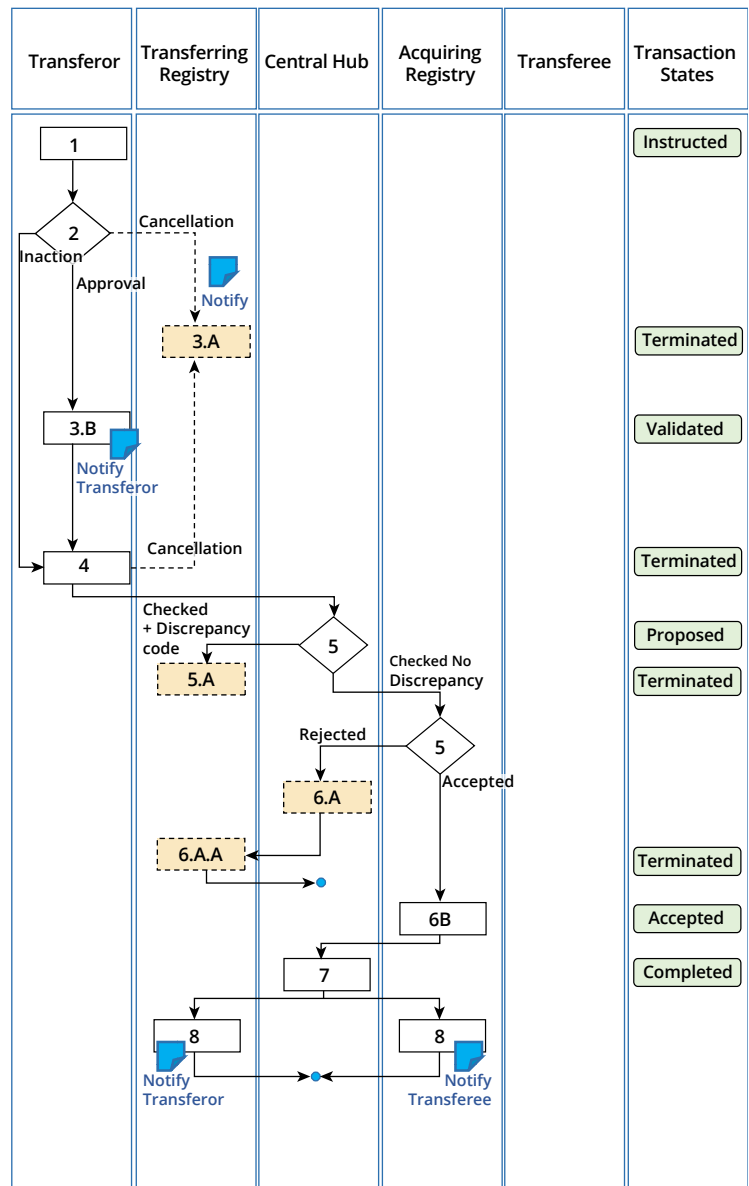 Transferor
Transferring
Registry
Central Hub
Acquiring
Registry
Transferee
Transaction
States
1
Instructed
2
Cancellation
Inaction
Approval
Notify
3.A
Terminated
3.B
Validated
Notify
Transferor
4
Cancellation
Terminated
Checked
+ Discrepancy
code
5
Proposed
5.A
Checked No
Discrepancy
Terminated
Rejected
5
Accepted
6.A
6.A.A
Terminated
6B
Accepted
7
Completed
8
8
Notify
Transferor
Notify
Transferee